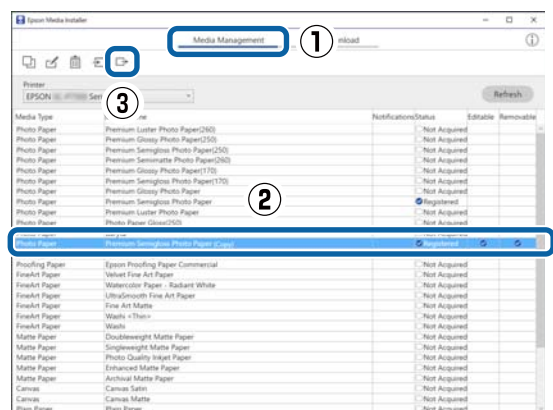 Epson Media Installer
Media Management
nload
1
3
Printer
EPSON Seri
Refresh
Media Type Notifications Status Editable Removable
Photo Paper Premium Luster Photo Paper(260) Not Acquired
Photo Paper Premium Glossy Photo Paper(250) Not Acquired
Photo Paper Premium Semigloss Photo Paper(250) Not Acquired
Photo Paper Premium Semimatte Photo Paper(260) Not Acquired
Photo Paper Premium Glossy Photo Paper(170) Not Acquired
Photo Paper Premium Semigloss Photo Paper(170) Not Acquired
Photo Paper Premium Glossy Photo Paper Not Acquired
Photo Paper Premium Semigloss Photo Paper Registered
Photo Paper Premium Luster Photo Paper Not Acquired
Photo Paper Photo Paper Gloss(250) Not Acquired
2
Photo Paper Premium Semigloss Photo Paper (Copy) Registered
Proofing Paper Epson Proofing Paper Commercial Not Acquired
FineArt Paper Velvet Fine Art Paper Not Acquired
FineArt Paper Watercolor Paper - Radiant White Not Acquired
FineArt Paper UltraSmooth Fine Art Paper Not Acquired
FineArt Paper Fine Art Matte Not Acquired
FineArt Paper Washi <Thin> Not Acquired
FineArt Paper Washi Not Acquired
Matte Paper Doubleweight Matte Paper Not Acquired
Matte Paper Singleweight Matte Paper Not Acquired
Matte Paper Photo Quality Inkjet Paper Not Acquired
Matte Paper Enhanced Matte Paper Not Acquired
Matte Paper Archival Matte Paper Not Acquired
Canvas Canvas Satin Not Acquired
Canvas Canvas Matte Not Acquired
Plain Paper Plain Paper Not Acquired